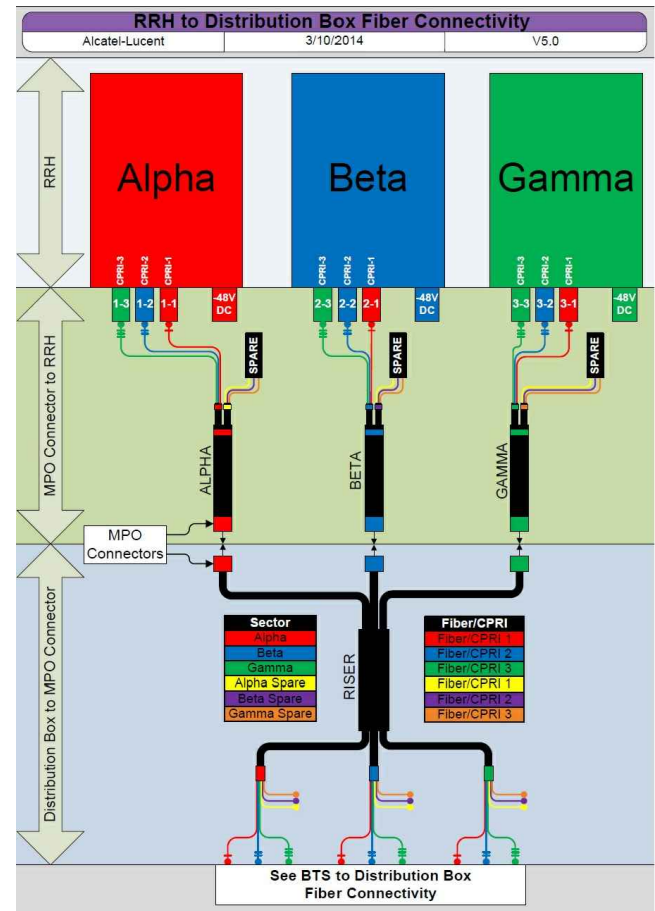 RRH to Distribution Box Fiber Connectivity
Alcatel-Lucent 3/10/2014 V5.0
RRH
Alpha Beta Gamma
CPRI-3 CPRI-2 CPRI-1 CPRI-3 CPRI-2 CPRI-1 CPRI-3 CPRI-2 CPRI-1
1-3 1-2 1-1 -48V DC 2-3 2-2 2-1 -48V DC 3-3 3-2 3-1 -48V DC
MPO Connector to RRH
SPARE SPARE SPARE
ALPHA BETA GAMMA
MPO
Connectors
Distribution Box to MPO Connector
Sector
Alpha
Beta
Gamma
Alpha Spare
Beta Spare
Gamma Spare
RISER
Fiber/CPRI
Fiber/CPRI 1
Fiber/CPRI 2
Fiber/CPRI 3
Fiber/CPRI 1
Fiber/CPRI 2
Fiber/CPRI 3
See BTS to Distribution Box
Fiber Connectivity